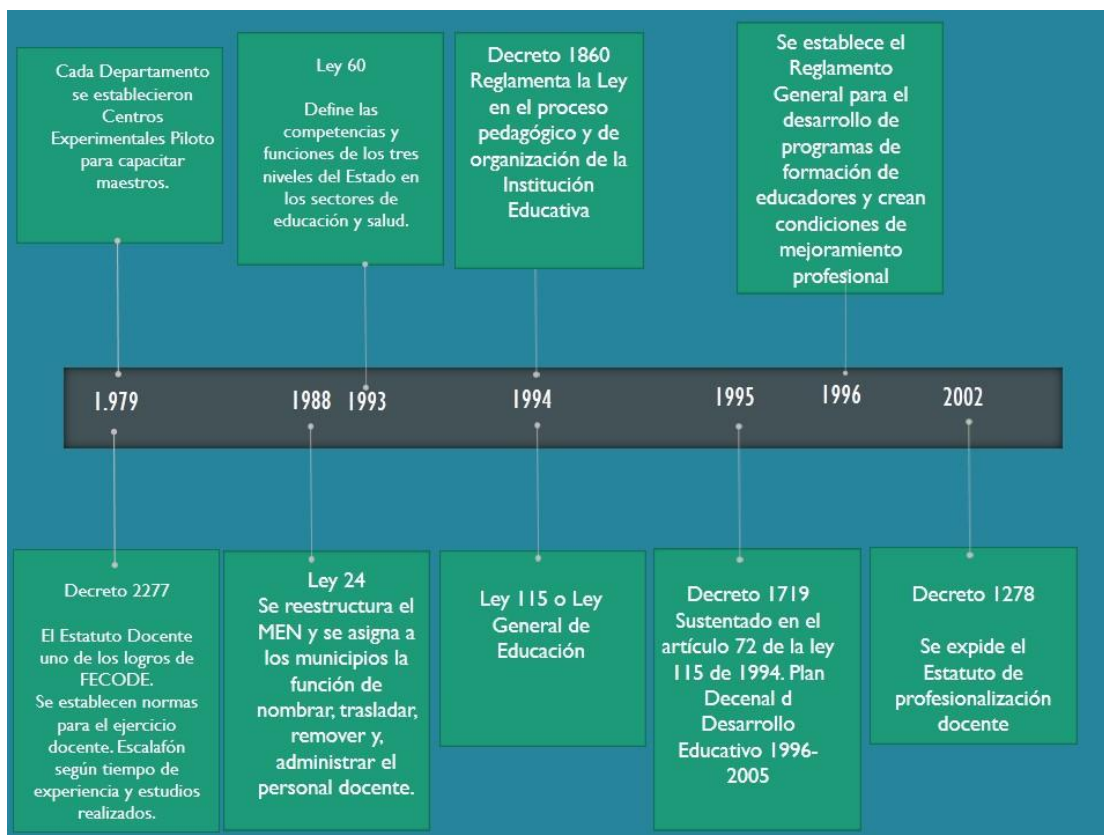 Cada Departamento
se establecieron
Centros
Experimentales Piloto
para capacitar
maestros.
Ley 60
Define las
competencias y
funciones de los tres
niveles del Estado en
los sectores de
educación y salud.
Decreto 1860
Reglamenta la Ley
en el proceso
pedagógico y de
organización de la
Institución
Educativa
Se establece el
Reglamento
General para el
desarrollo de
programas de
formación de
educadores y crean
condiciones de
mejoramiento
profesional
1.979 1988 1993 1994 1995 1996 2002
Decreto 2277
El Estatuto Docente
uno de los logros de
FECODE.
Se establecen normas
para el ejercicio
docente. Escalafón
según tiempo de
experiencia y estudios
realizados.
Ley 24
Se reestructura el
MEN y se asigna a
los municipios la
función de
nombrar, trasladar,
remover y,
administrar el
personal docente.
Ley 115 o Ley
General de
Educación
Decreto 1719
Sustentado en el
artículo 72 de la ley
115 de 1994. Plan
Decenal d
Desarrollo
Educativo 1996-
2005
Decreto 1278
Se expide el
Estatuto de
profesionalización
docente